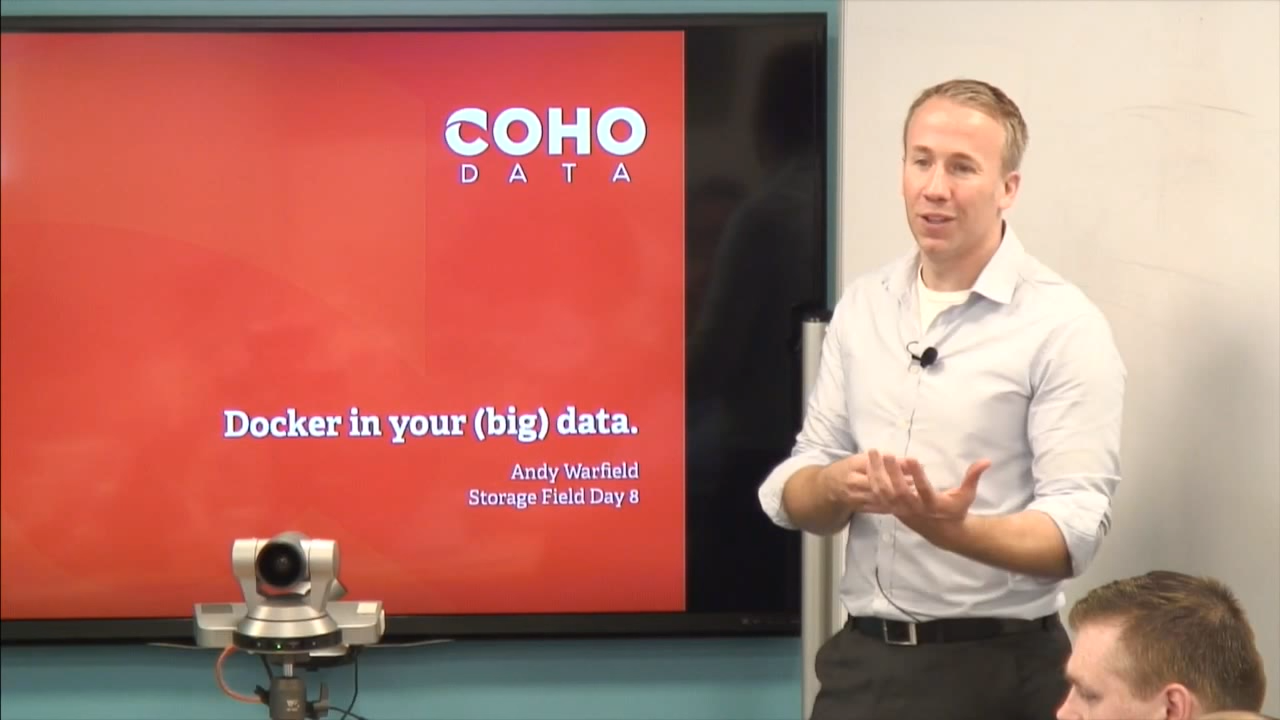 COHO
DATA
Docker in your (big) data.
Andy Warfield
Storage Field Day 8